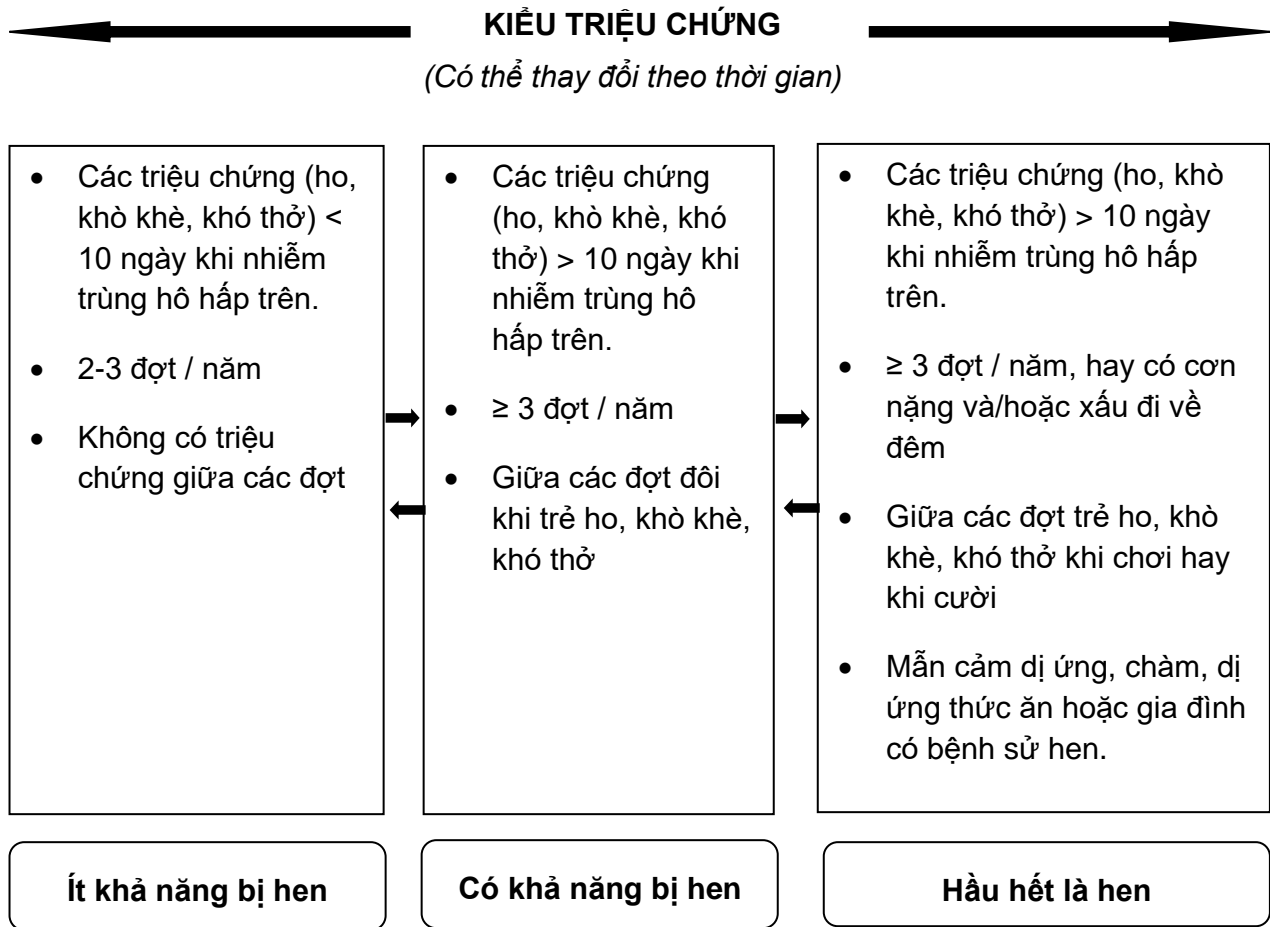 KIỂU TRIỆU CHỨNG
(Có thể thay đổi theo thời gian)
• Các triệu chứng (ho,
khò khè, khó thở) <
10 ngày khi nhiễm
trùng hô hấp trên.
• 2-3 đợt / năm
• Không có triệu
chứng giữa các đợt
• Các triệu chứng
(ho, khò khè, khó
thở) > 10 ngày khi
nhiễm trùng hô
hấp trên.
• ≥ 3 đợt / năm
• Giữa các đợt đôi
khi trẻ ho, khò khè,
khó thở
• Các triệu chứng (ho, khò
khè, khó thở) > 10 ngày
khi nhiễm trùng hô hấp
trên.
• ≥ 3 đợt / năm, hay có cơn
nặng và/hoặc xấu đi về
đêm
• Giữa các đợt trẻ ho, khò
khè, khó thở khi chơi hay
khi cười
• Mẫn cảm dị ứng, chàm, dị
ứng thức ăn hoặc gia đình
có bệnh sử hen.
Ít khả năng bị hen
Có khả năng bị hen
Hầu hết là hen